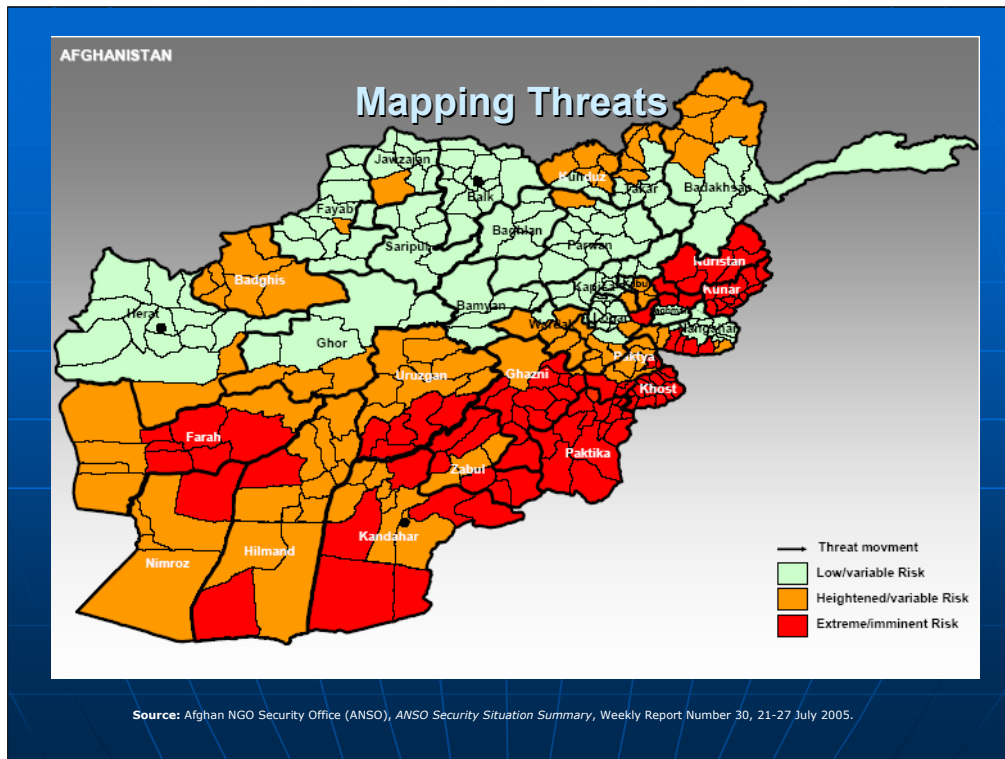 AFGHANISTAN
Mapping Threats
Jawzajan
Balk
Kunduz
Takar
Badakhsan
Fayab
Saripul
Baghlan
Parwan
Nuristan
Badghis
Kunar
Bamyan
Herat
Ghor
Logar
Nangahar
Wardak
Uruzgan
Ghazni
Paktya
Khost
Farah
Zabul
Paktika
Kandahar
Nimroz
Hilmand
Threat movment
Low/variable Risk
Heightened/variable Risk
Extreme/imminent Risk
Source: Afghan NGO Security Office (ANSO), ANSO Security Situation Summary, Weekly Report Number 30, 21-27 July 2005.